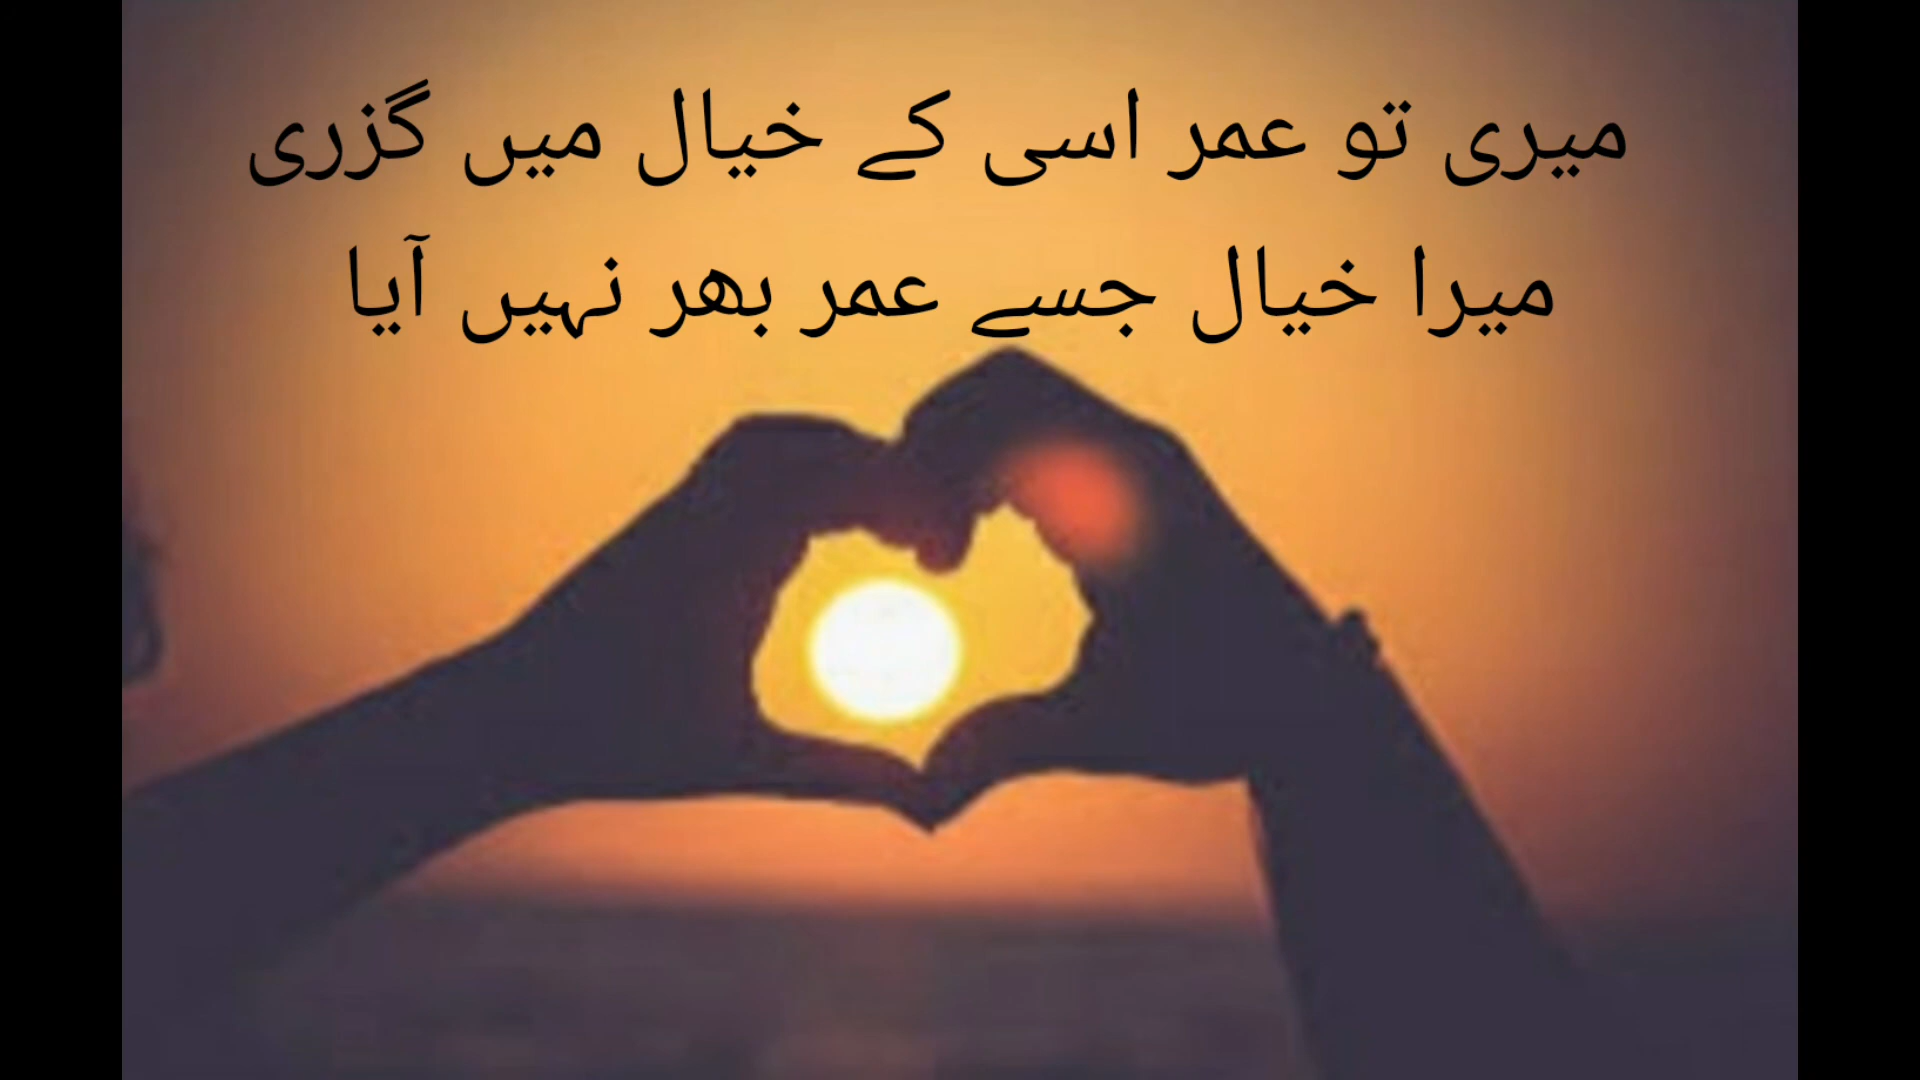 میری تو عمر اسی کے خیال میں گزری
میرا خیال جسے عمر بھر نہیں آیا